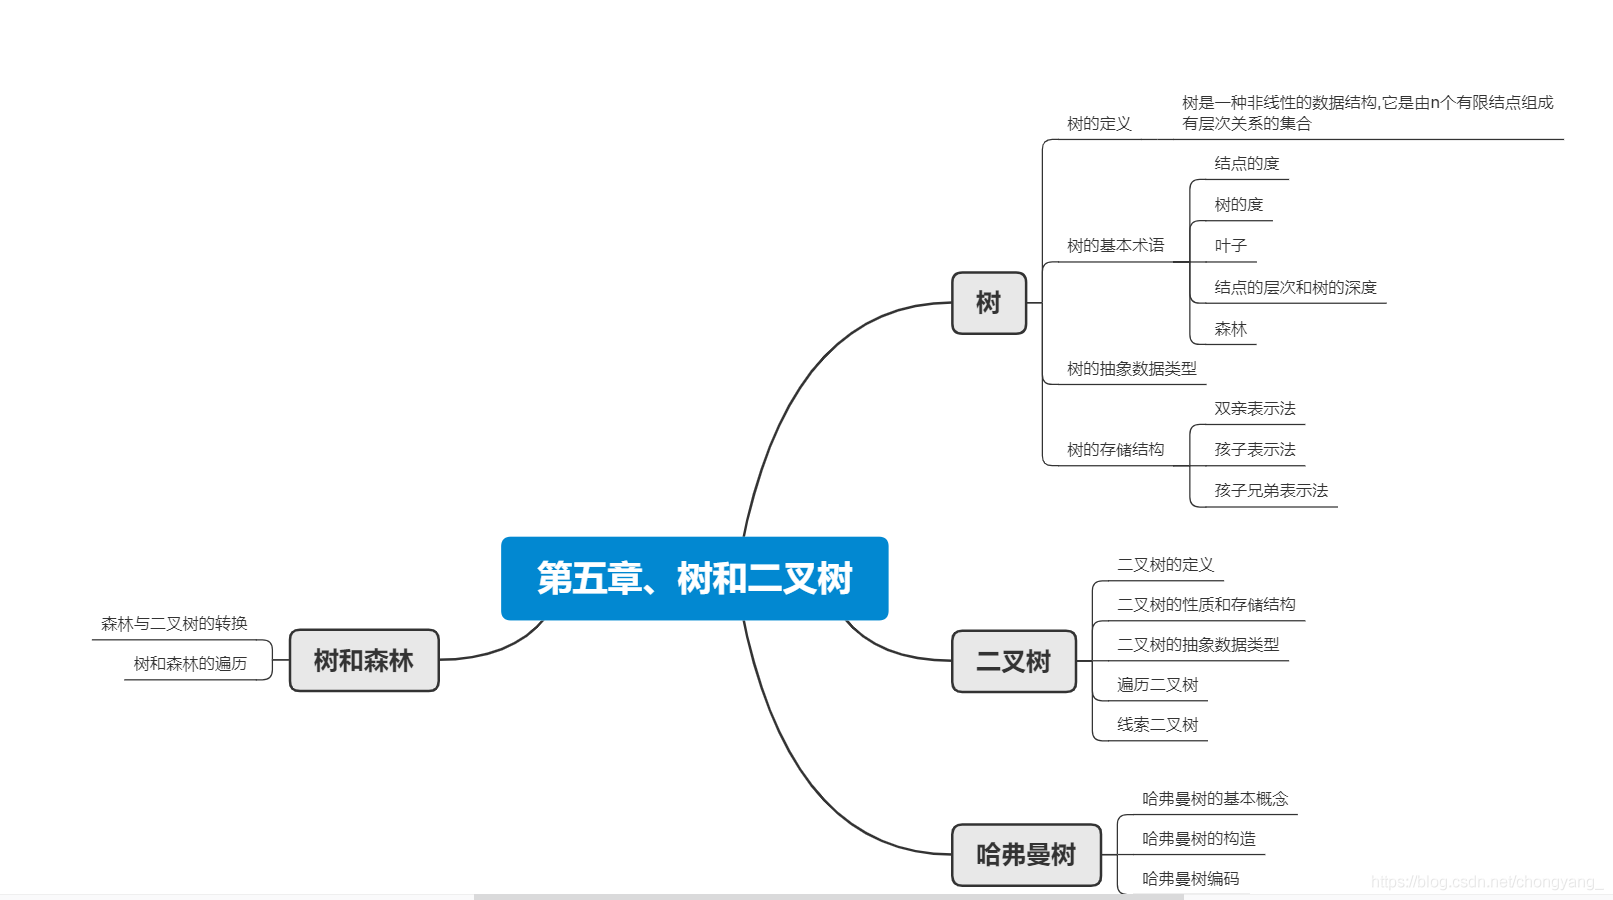 第五章、树和二叉树
树
树的定义
树是一种非线性的数据结构,它是由n个有限结点组成
有层次关系的集合
树的基本术语
结点的度
树的度
叶子
结点的层次和树的深度
森林
树的抽象数据类型
树的存储结构
双亲表示法
孩子表示法
孩子兄弟表示法
二叉树
二叉树的定义
二叉树的性质和存储结构
二叉树的抽象数据类型
遍历二叉树
线索二叉树
哈弗曼树
哈弗曼树的基本概念
哈弗曼树的构造
哈弗曼树编码
树和森林
森林与二叉树的转换
树和森林的遍历
https://blog.csdn.net/chongyang_